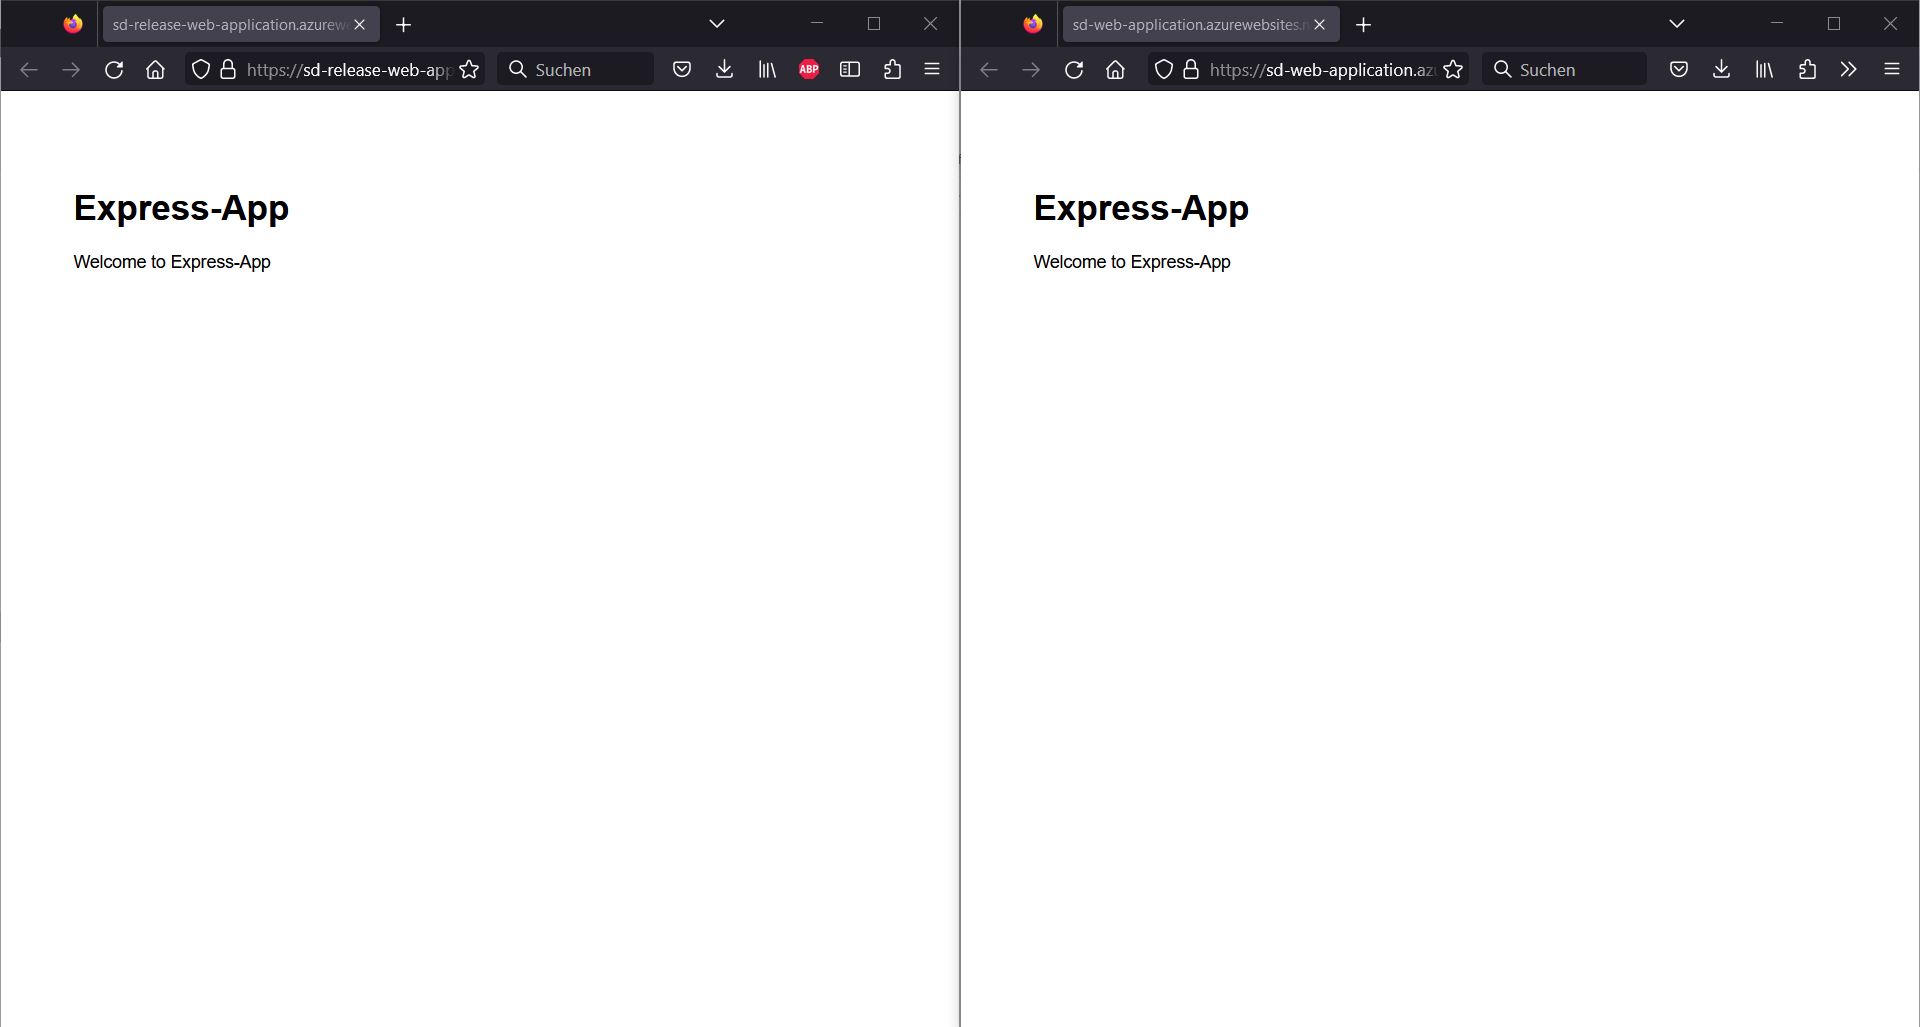 sd-release-web-application.azurew
https://sd-release-web-app
Suchen
ABP
Express-App
Welcome to Express-App
sd-web-application.azurewebsites.n
https://sd-web-application.az
Suchen
Express-App
Welcome to Express-App